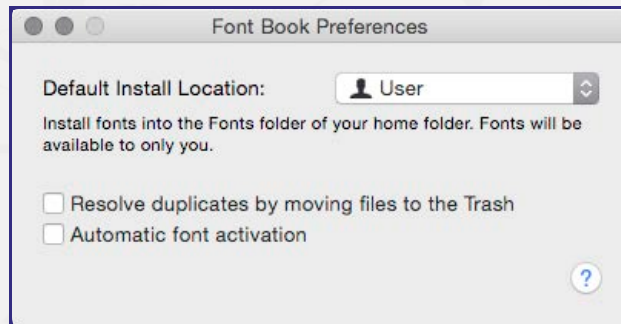 Font Book Preferences
Default Install Location:
User
Install fonts into the Fonts folder of your home folder. Fonts will be
available to only you.
Resolve duplicates by moving files to the Trash
Automatic font activation
?